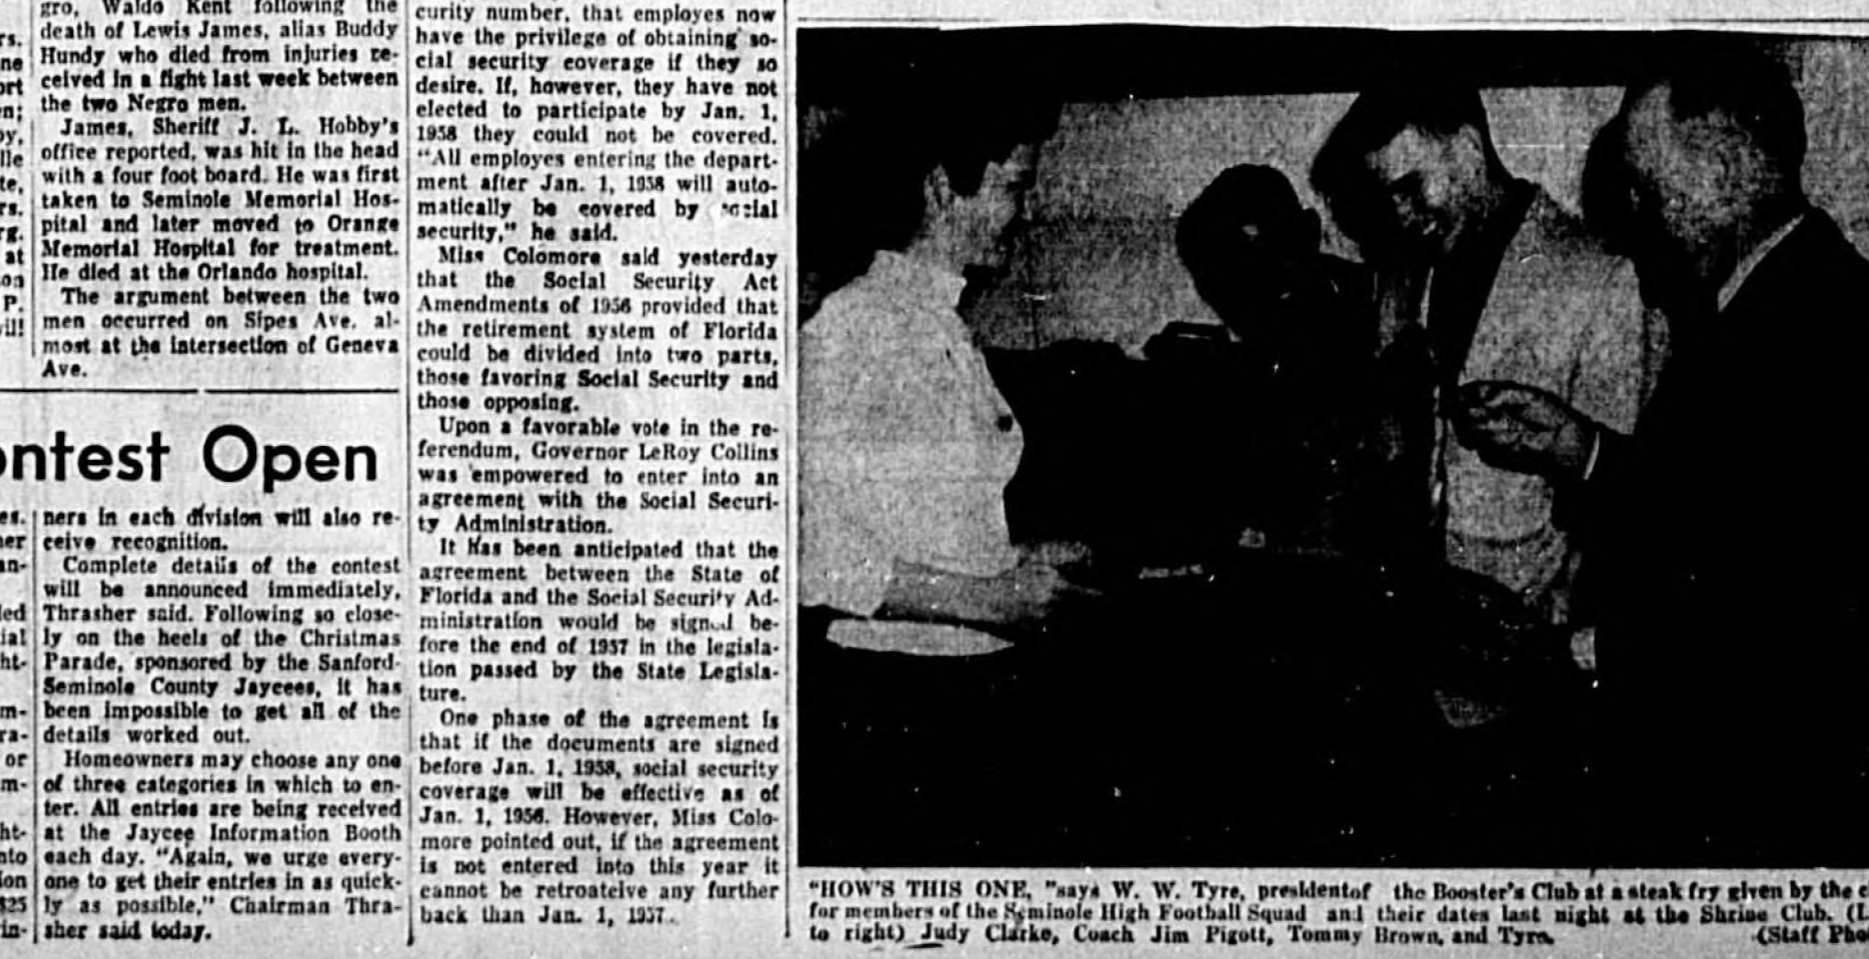 gro, Waldo Kent following the
death of Lewis James, alias Buddy
Hundy who died from injuries re-
ceived in a fight last week between
the two Negro men.
James, Sheriff J. L. Hobby's
office reported, was hit in the head
with a four foot board. He was first
taken to Seminole Memorial Hos-
pital and later moved to Orange
Memorial Hospital for treatment.
He died at the Orlando hospital.
The argument between the two
men occurred on Sipes Ave. al-
most at the intersection of Geneva
Ave.
ontest Open
ners in each division will also re-
ceive recognition.
Complete details of the contest
will be announced immediately,
Thrasher said. Following so close-
ly on the heels of the Christmas
Parade, sponsored by the Sanford-
Seminole County Jaycees, it has
been impossible to get all of the
details worked out.
Homeowners may choose any one
of three categories in which to en-
ter. All entries are being received
at the Jaycee Information Booth
each day. "Again, we urge every-
one to get their entries in as quick-
ly as possible," Chairman Thra-
sher said today.
curity number, that employes now
have the privilege of obtaining so-
cial security coverage if they so
desire. If, however, they have not
elected to participate by Jan. 1,
1958 they could not be covered.
"All employes entering the depart-
ment after Jan. 1, 1958 will auto-
matically be covered by social
security," he said.
Miss Colomore said yesterday
that the Social Security Act
Amendments of 1956 provided that
the retirement system of Florida
could be divided into two parts,
those favoring Social Security and
those opposing.
Upon a favorable vote in the re-
ferendum, Governor LeRoy Collins
was empowered to enter into an
agreement with the Social Securi-
ty Administration.
It has been anticipated that the
agreement between the State of
Florida and the Social Security Ad-
ministration would be signed be-
fore the end of 1957 in the legisla-
tion passed by the State Legisla-
ture.
One phase of the agreement is
that if the documents are signed
before Jan. 1, 1958, social security
coverage will be effective as of
Jan. 1, 1956. However, Miss Colo-
more pointed out, if the agreement
is not entered into this year it
cannot be retroateive any further
back than Jan. 1, 1957.
"HOW'S THIS ONE, "says W. W. Tyre, presidentof the Booster's Club at a steak fry given by the
for members of the Seminole High Football Squad and their dates last night at the Shrine Club. (L
to right) Judy Clarke, Coach Jim Pigott, Tommy Brown, and Tyre. (Staff Pho